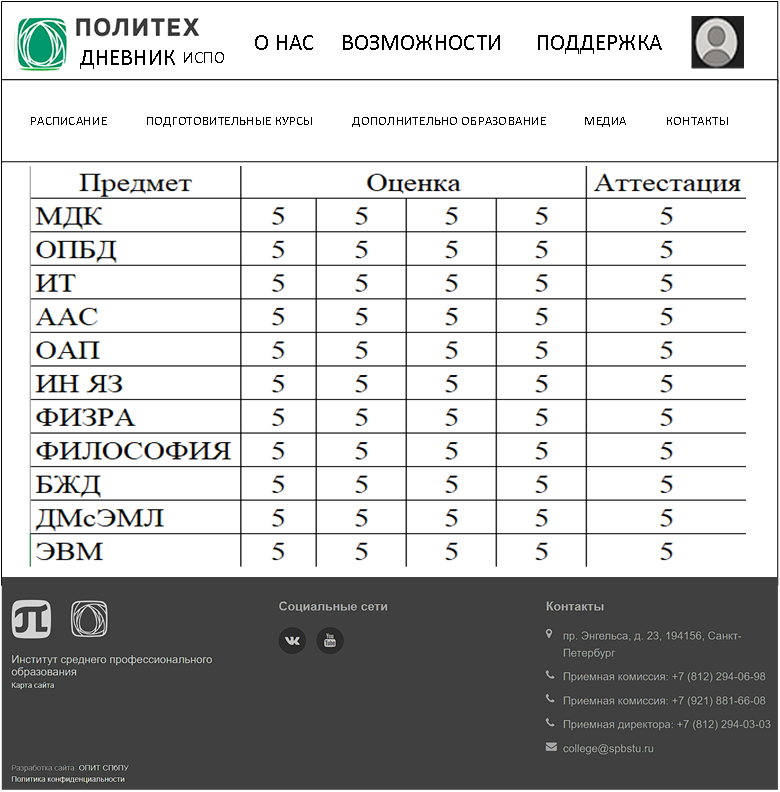 ПОЛИТЕХ
ДНЕВНИК ИСПО
О НАС ВОЗМОЖНОСТИ ПОДДЕРЖКА
РАСПИСАНИЕ ПОДГОТОВИТЕЛЬНЫЕ КУРСЫ ДОПОЛНИТЕЛЬНО ОБРАЗОВАНИЕ МЕДИА КОНТАКТЫ
Предмет Оценка Аттестация
МДК 5 5 5 5 5
ОПБД 5 5 5 5 5
ИТ 5 5 5 5 5
ААС 5 5 5 5 5
ОАП 5 5 5 5 5
ИН ЯЗ 5 5 5 5 5
ФИЗРА 5 5 5 5 5
ФИЛОСОФИЯ 5 5 5 5 5
БЖД 5 5 5 5 5
ДМсЭМЛ 5 5 5 5 5
ЭВМ 5 5 5 5 5
Институт среднего профессионального
образования
Карта сайта
Разработка сайта: ОПИТ СПбПУ
Политика конфиденциальности
Социальные сети
You Tube
Контакты
пр. Энгельса, д. 23, 194156, Санкт-
Петербург
Приемная комиссия: +7 (812) 294-06-98
Приемная комиссия: +7 (921) 881-66-08
Приемная директора: +7 (812) 294-03-03
college@spbstu.ru